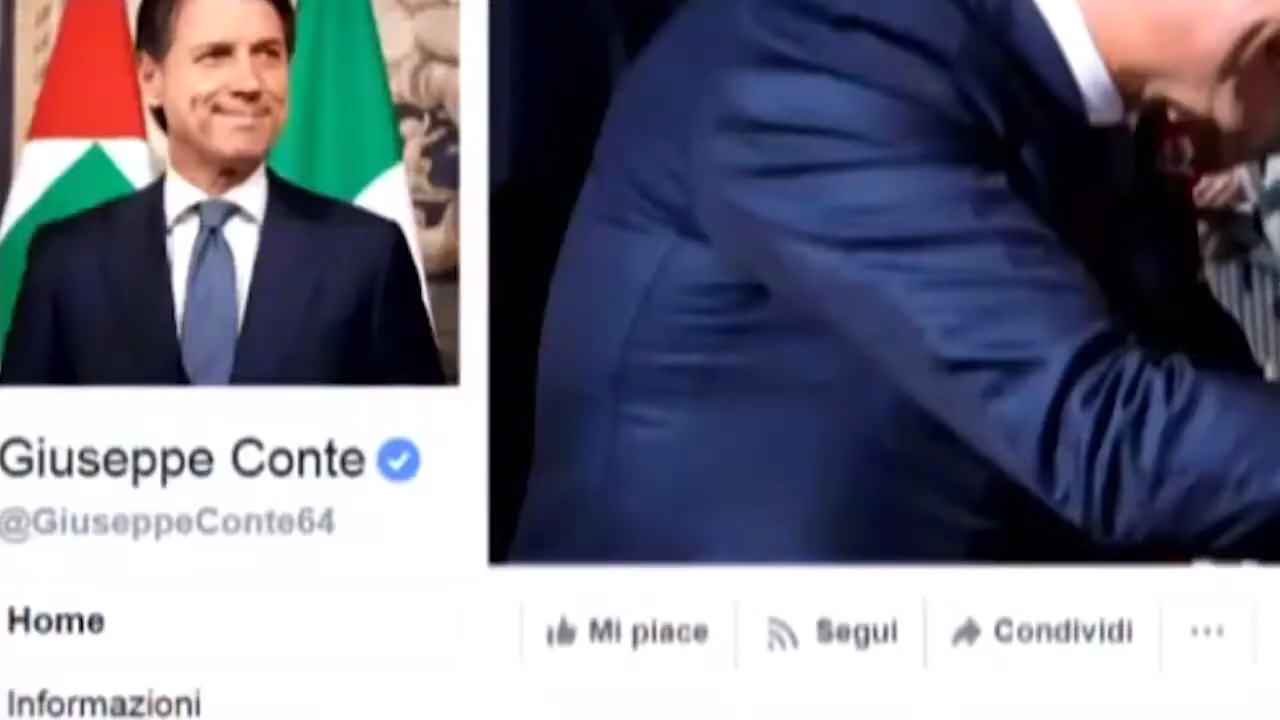 Giuseppe Conte
@GiuseppeConte64
Home
Informazioni
Mi piace
Segui
Condividi
...